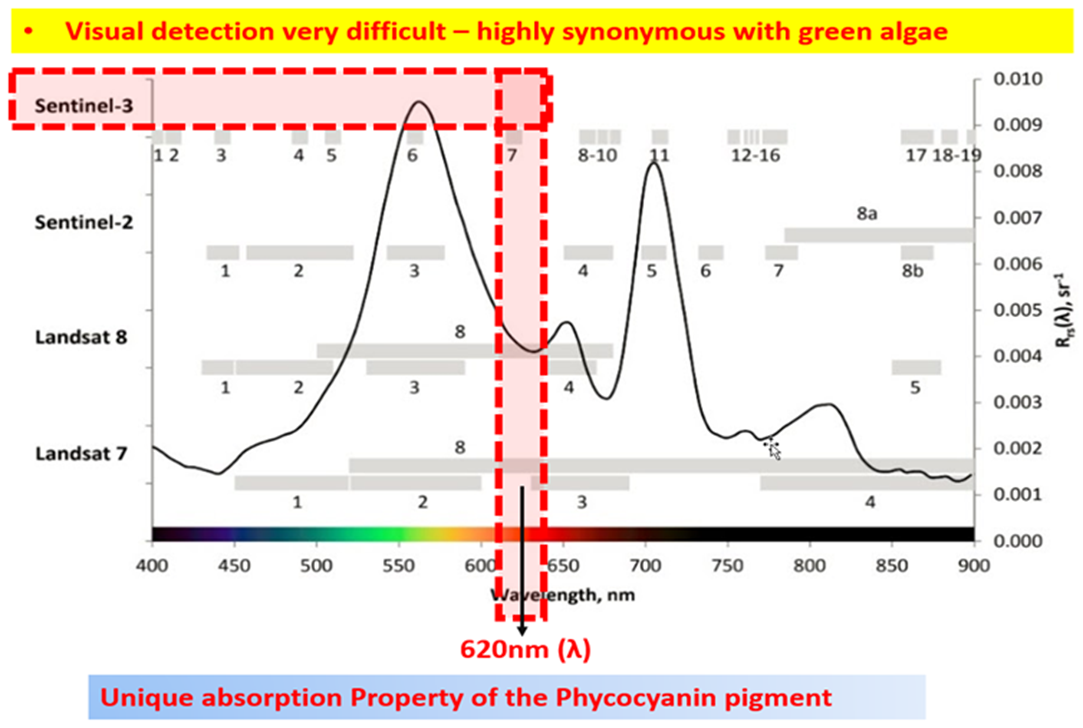 • Visual detection very difficult – highly synonymous with green algae
0.010
Sentinel-3
0.009
1 2 3 4 5 6 7 8-10 11 12-16 17 18-19
0.008
Sentinel-2
8a
0.007
1 2 3 4 5 6 7 8b
0.006
0.005
Landsat 8
8
0.004
1 2 3 4 5
0.003
Landsat 7
8
0.002
1 2 3 4
0.001
0.000
400 450 500 550 600 650 700 750 800 850 900
Wavelength, nm
Rrs(λ), sr-1
620nm (λ)
Unique absorption Property of the Phycocyanin pigment